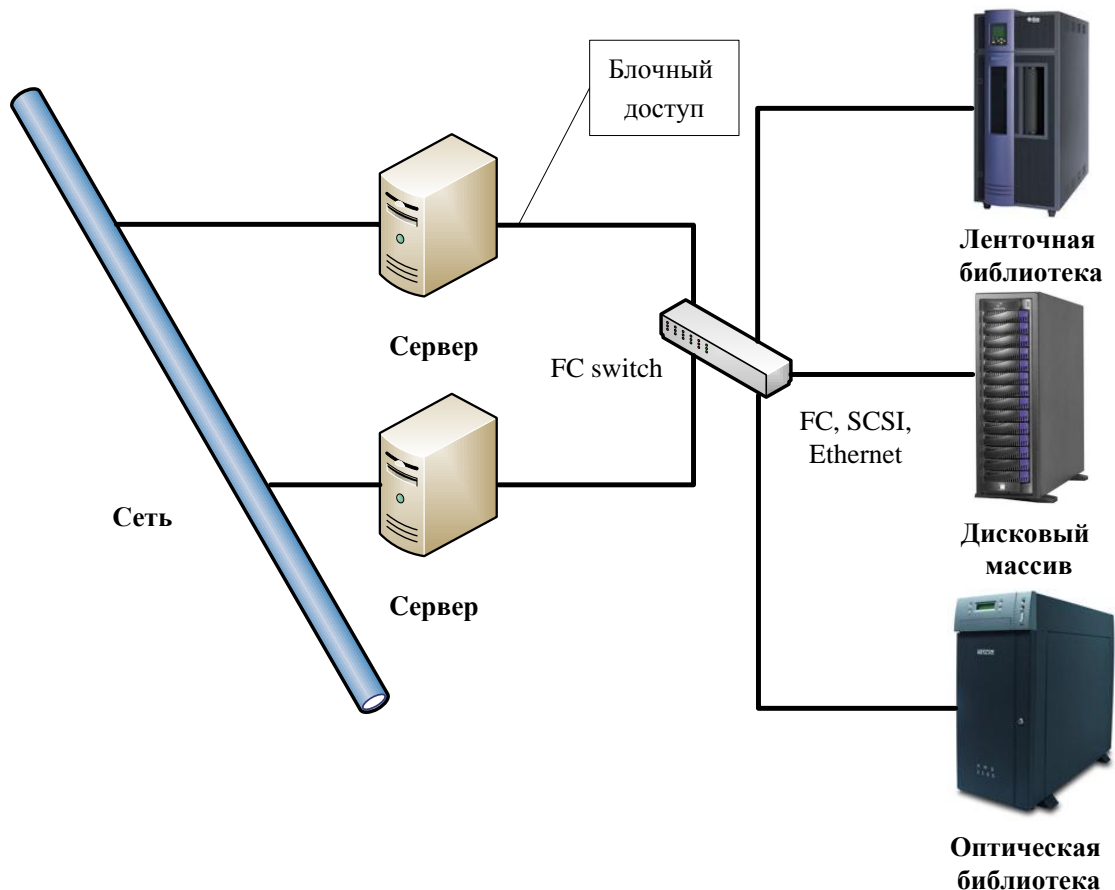 Блочный
доступ
Ленточная
библиотека
Сервер
FC switch
FC, SCSI,
Ethernet
Сеть
Дисковый
массив
Сервер
Оптическая
библиотека